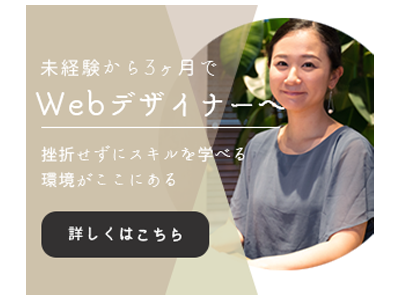 未経験から3ヶ月で
Webデザイナーへ
挫折せずにスキルを学べる
環境がここにある
詳しくはこちら